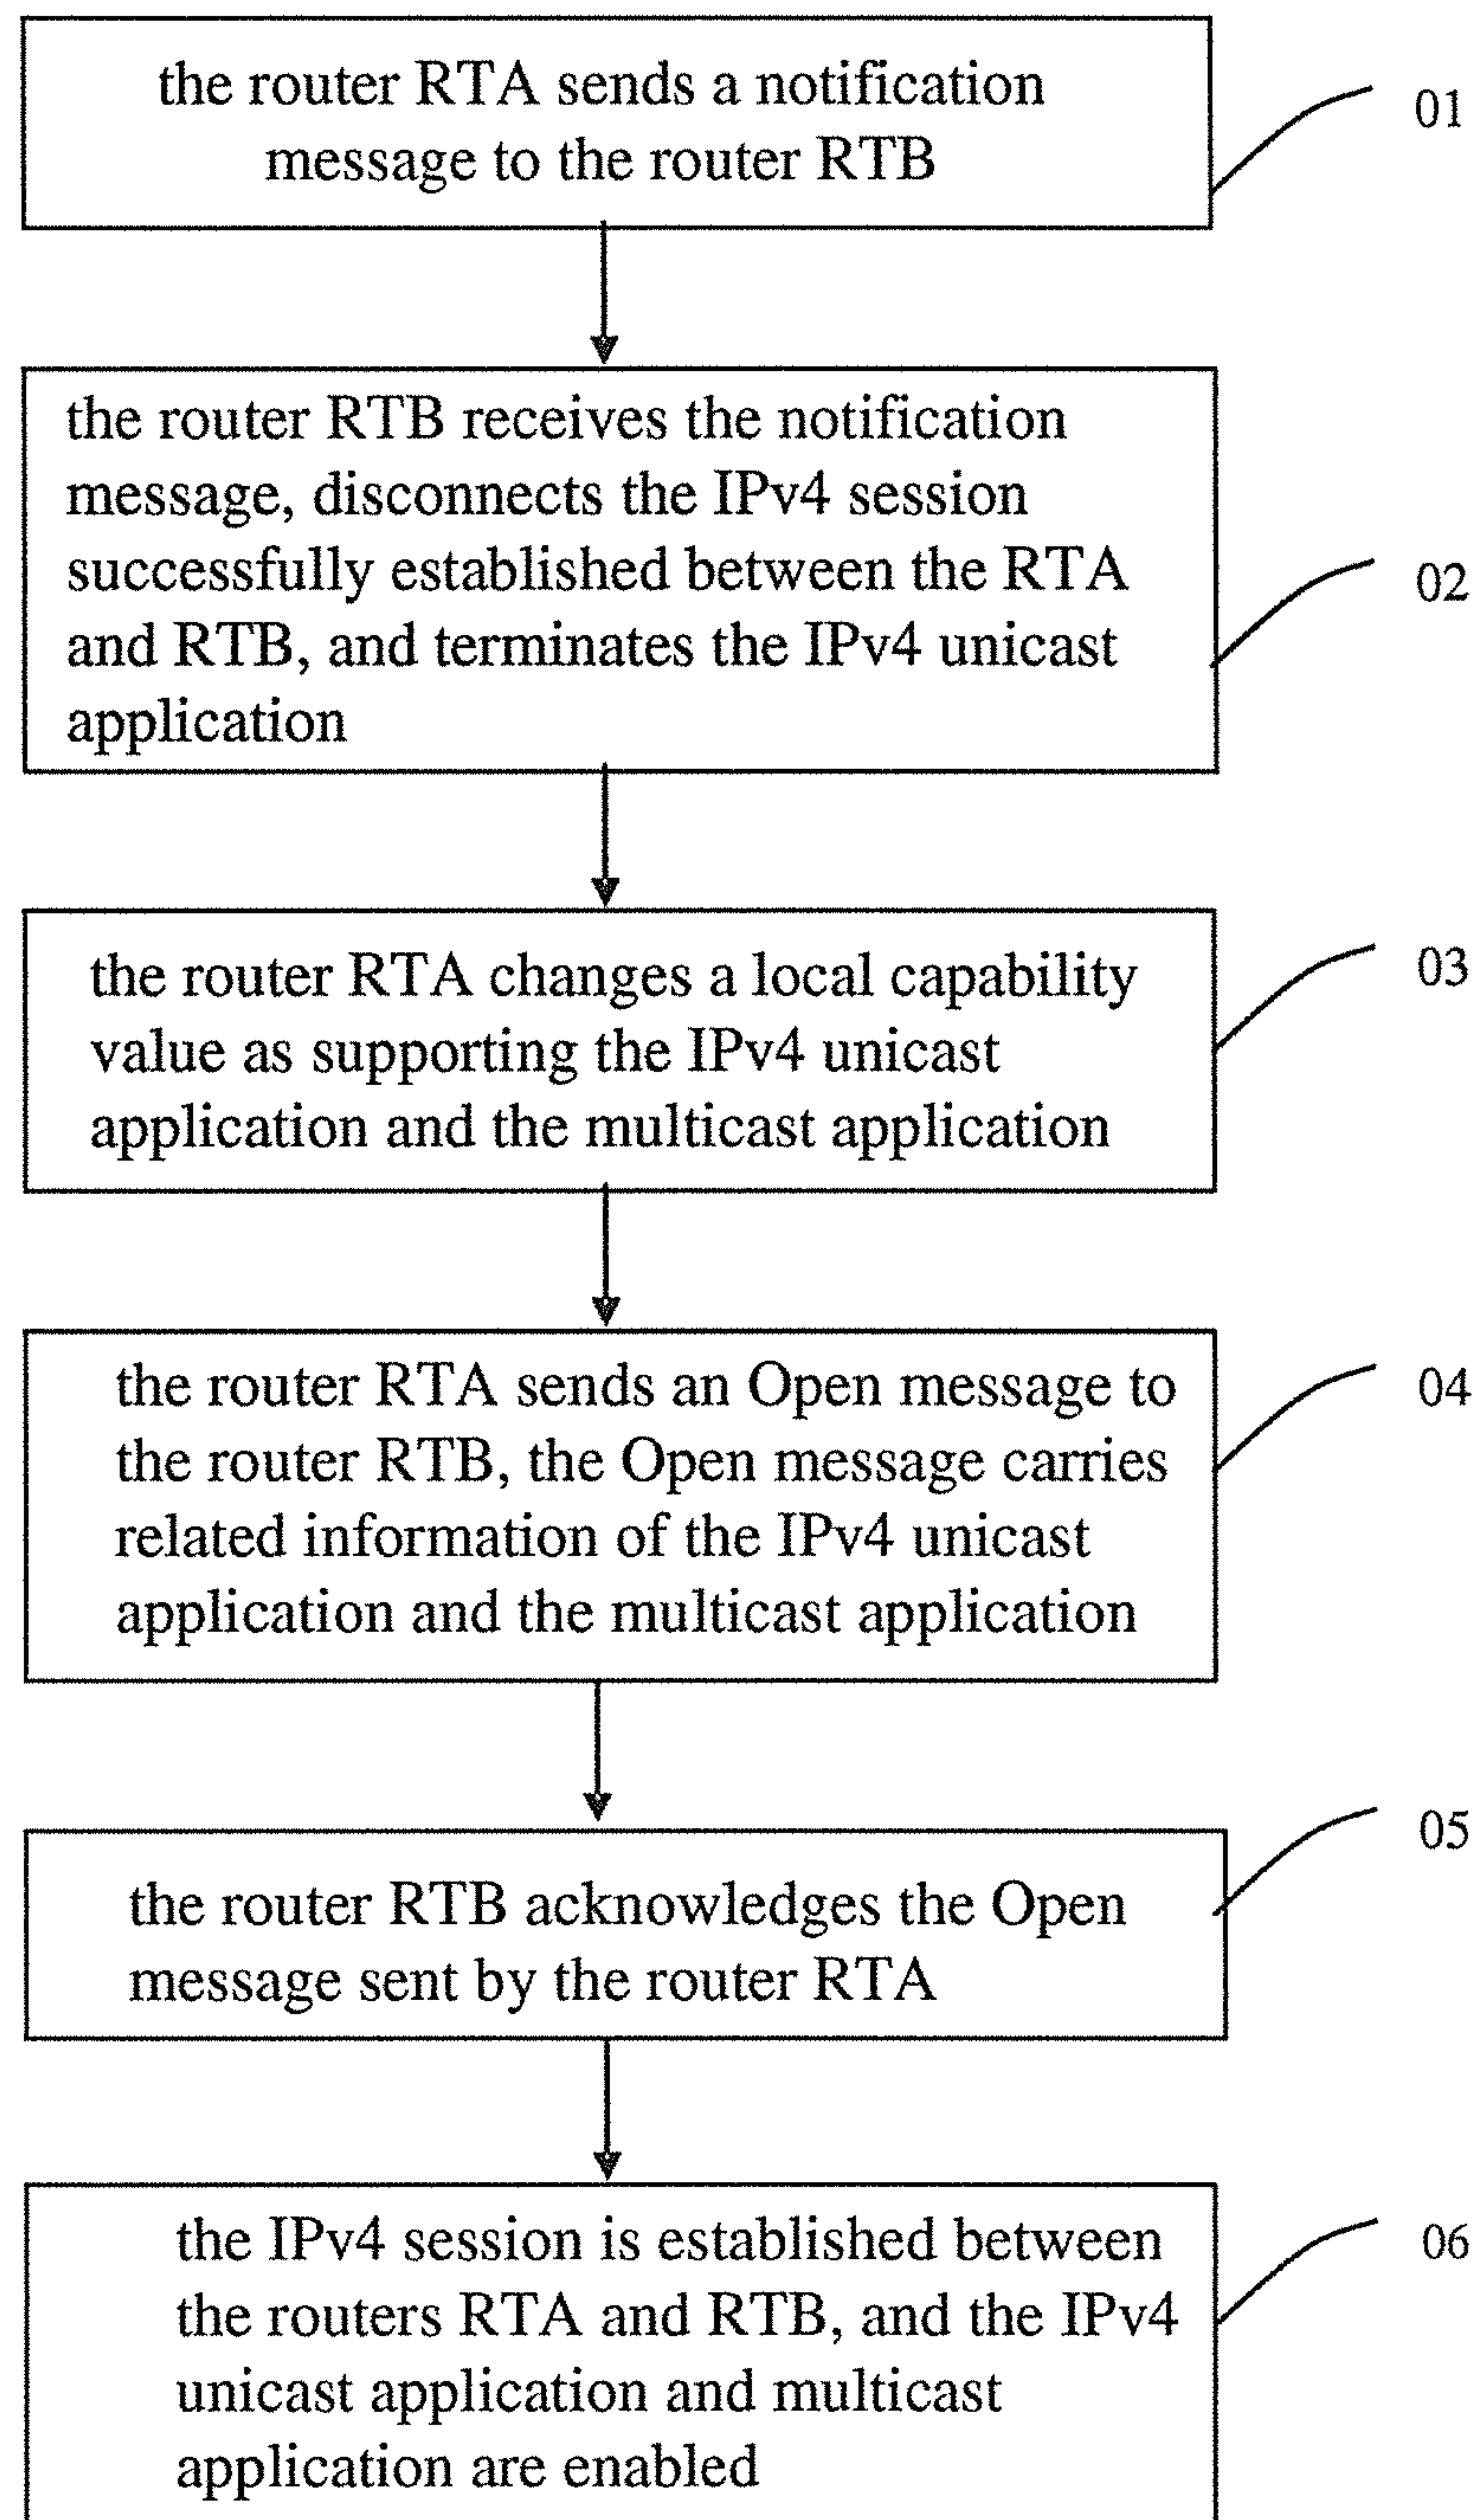 the router RTA sends a notification
message to the router RTB
01
the router RTB receives the notification
message, disconnects the IPv4 session
successfully established between the RTA
and RTB, and terminates the IPv4 unicast
application
02
the router RTA changes a local capability
value as supporting the IPv4 unicast
application and the multicast application
03
the router RTA sends an Open message to
the router RTB, the Open message carries
related information of the IPv4 unicast
application and the multicast application
04
the router RTB acknowledges the Open
message sent by the router RTA
05
the IPv4 session is established between
the routers RTA and RTB, and the IPv4
unicast application and multicast
application are enabled
06